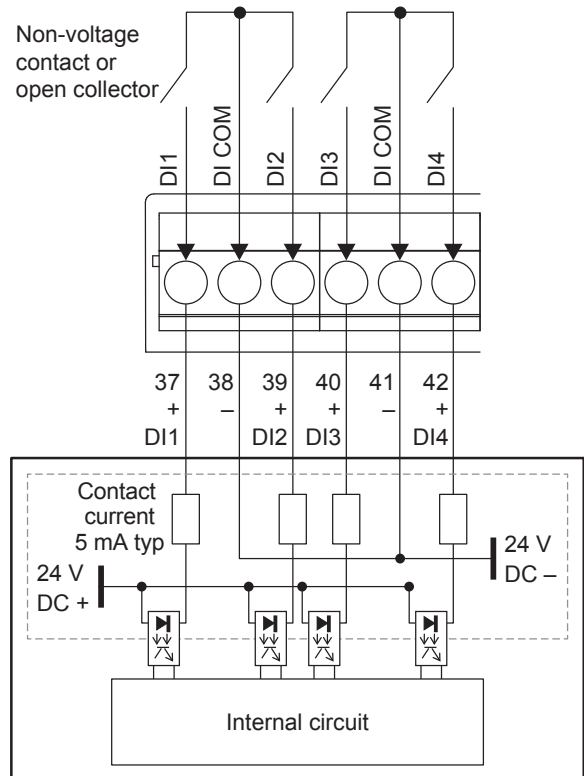 Non-voltage
contact or
open collector
DI1
DI COM
DI2
DI3
DI COM
DI4
37 38 39 40 41 42
+ – + + – +
DI1 DI2 DI3 DI4
Contact
current
5 mA typ
24 V
DC +
24 V
DC –
Internal circuit